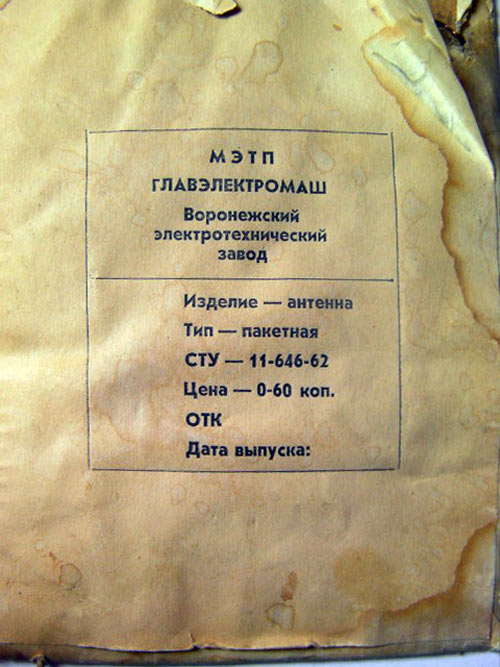 МЭТП
ГЛАВЭЛЕКТРОМАШ
Воронежский
электротехнический
завод
Изделие — антенна
Тип — пакетная
СТУ — 11-646-62
Цена — 0-60 коп.
ОТК
Дата выпуска: